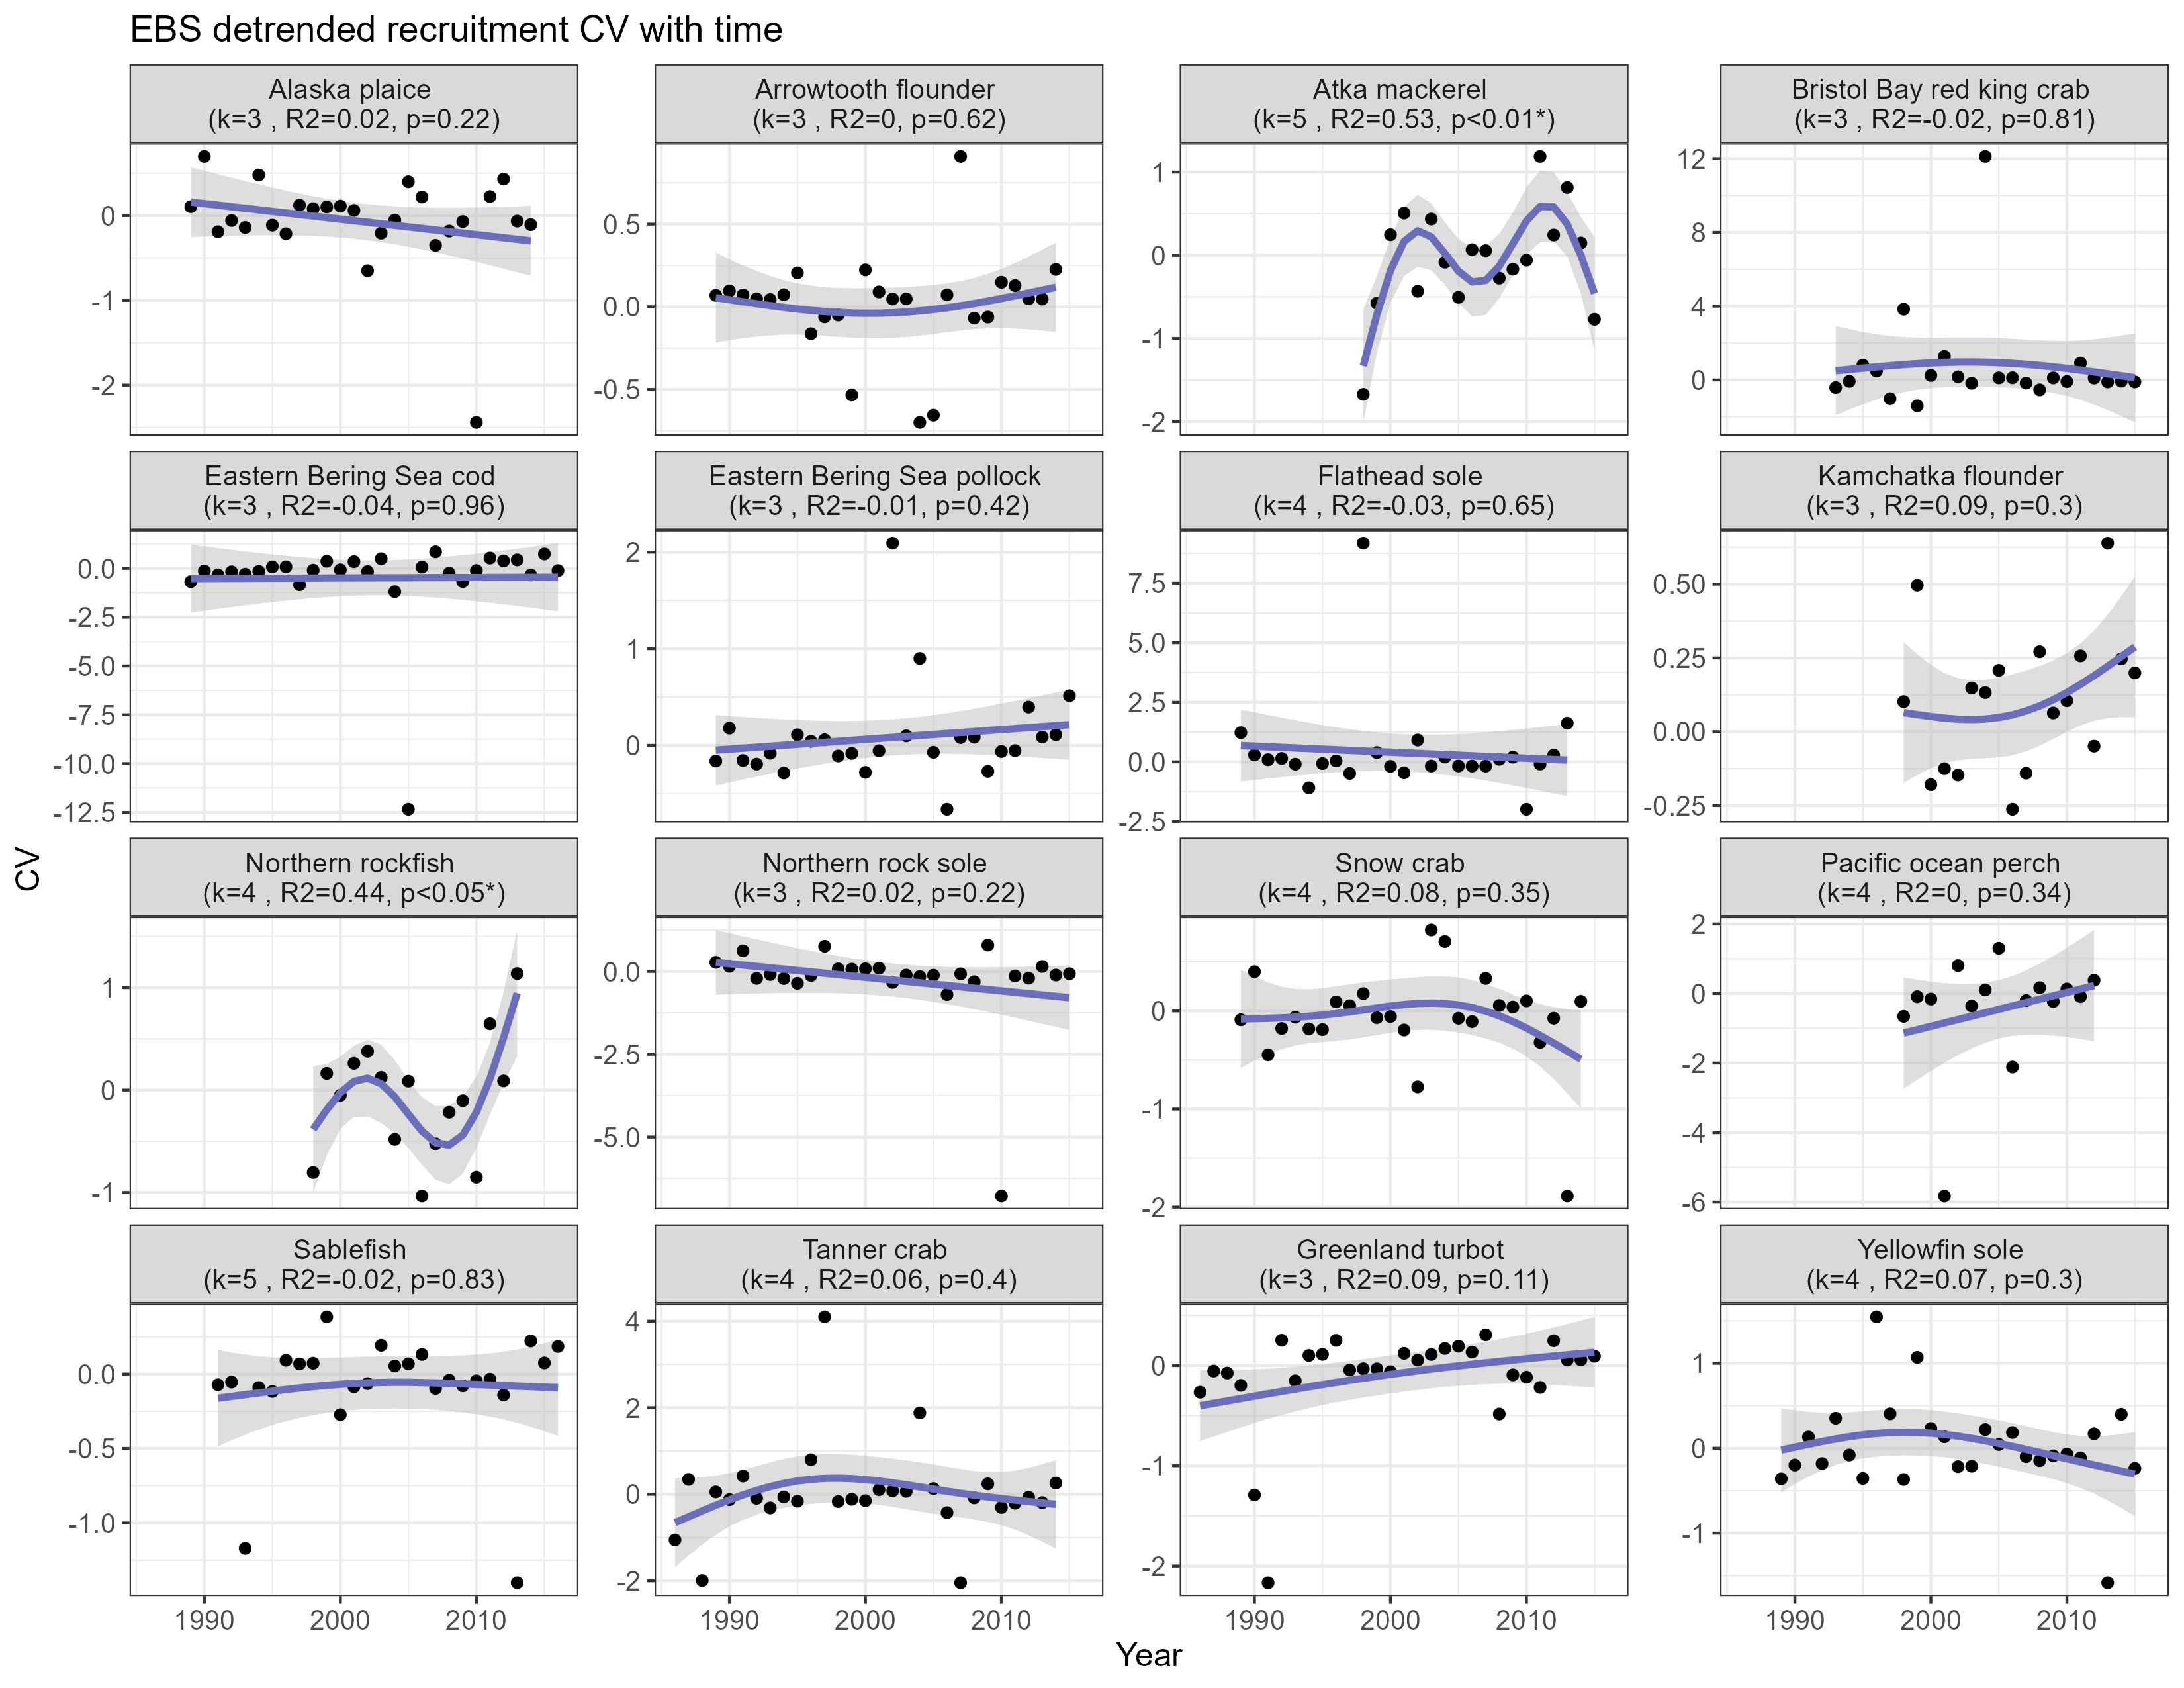 EBS detrended recruitment CV with time
Alaska plaice
(k=3 , R2=0.02, p=0.22)
0
-1
-2
Arrowtooth flounder
(k=3 , R2=0, p=0.62)
0.5
0.0
-0.5
Atka mackerel
(k=5 , R2=0.53, p<0.01*)
1
0
-1
-2
Bristol Bay red king crab
(k=3 , R2=-0.02, p=0.81)
12
8
4
0
Eastern Bering Sea cod
(k=3 , R2=-0.04, p=0.96)
0.0
-2.5
-5.0
-7.5
-10.0
-12.5
Eastern Bering Sea pollock
(k=3 , R2=-0.01, p=0.42)
2
1
0
Flathead sole
(k=4 , R2=-0.03, p=0.65)
7.5
5.0
2.5
0.0
-2.5
Kamchatka flounder
(k=3 , R2=0.09, p=0.3)
0.50
0.25
0.00
-0.25
Northern rockfish
(k=4 , R2=0.44, p<0.05*)
1
0
-1
Northern rock sole
(k=3 , R2=0.02, p=0.22)
0.0
-2.5
-5.0
Snow crab
(k=4 , R2=0.08, p=0.35)
0
-1
-2
Pacific ocean perch
(k=4 , R2=0, p=0.34)
2
0
-2
-4
-6
Sablefish
(k=5 , R2=-0.02, p=0.83)
0.0
-0.5
-1.0
Tanner crab
(k=4 , R2=0.06, p=0.4)
4
2
0
-2
Greenland turbot
(k=3 , R2=0.09, p=0.11)
0
-1
-2
Yellowfin sole
(k=4 , R2=0.07, p=0.3)
1
0
-1
1990 2000 2010
1990 2000 2010
1990 2000 2010
1990 2000 2010
Year
CV